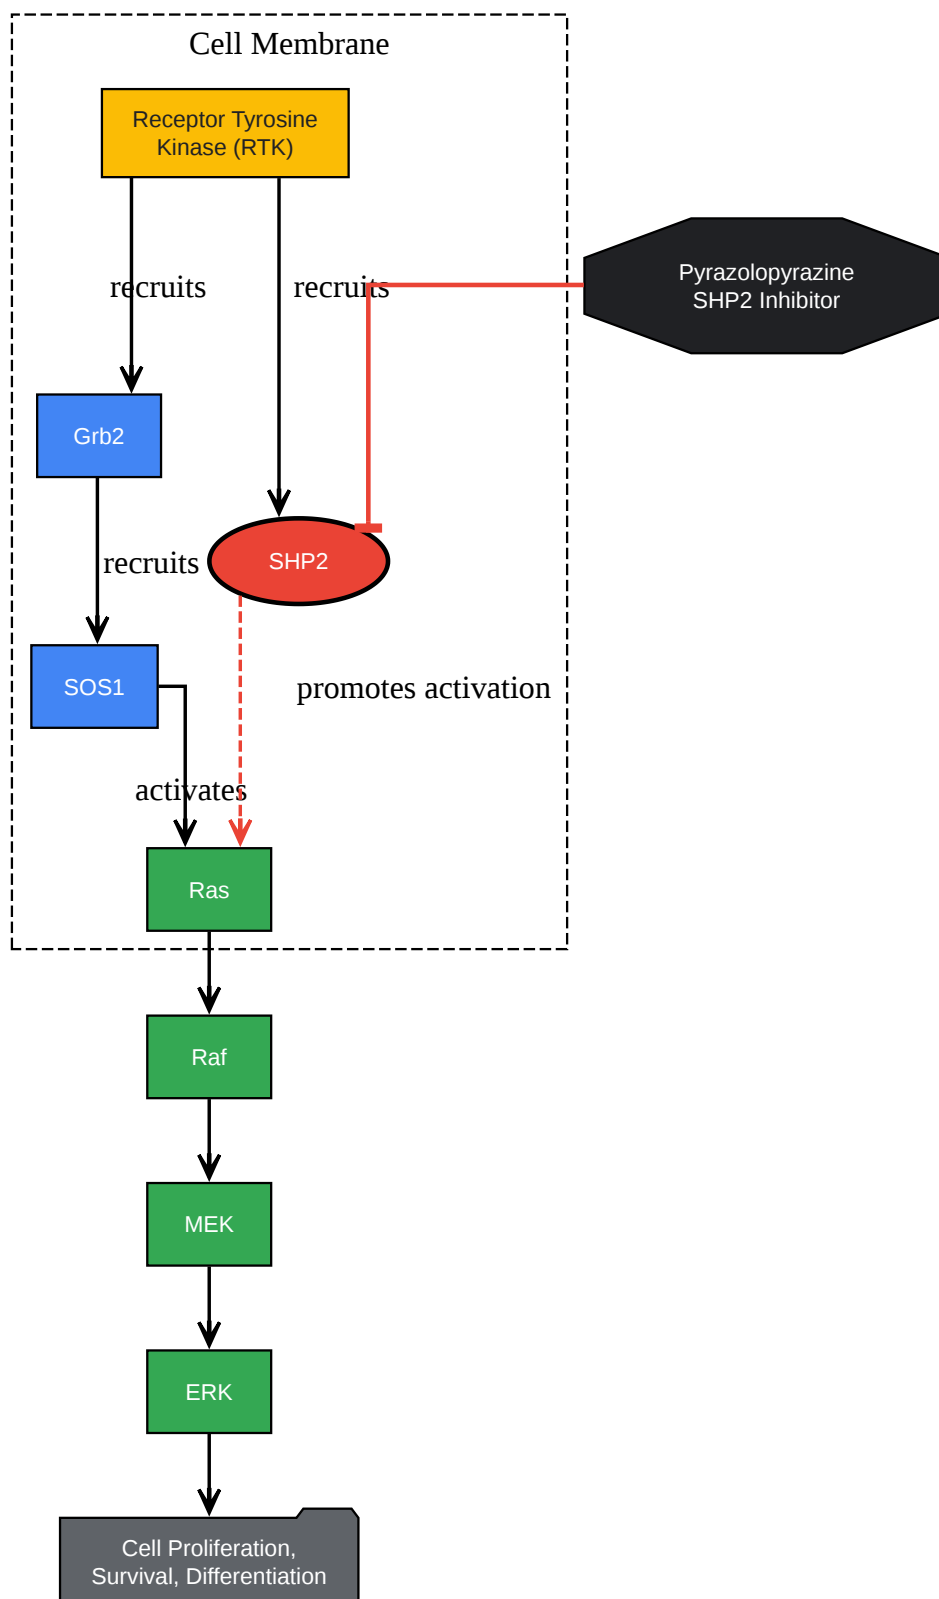 Cell Membrane
Receptor Tyrosine
Kinase (RTK)
recruits
recruits
Pyrazolopyrazine
SHP2 Inhibitor
Grb2
recruits
SHP2
SOS1
promotes activation
activates
Ras
Raf
MEK
ERK
Cell Proliferation,
Survival, Differentiation